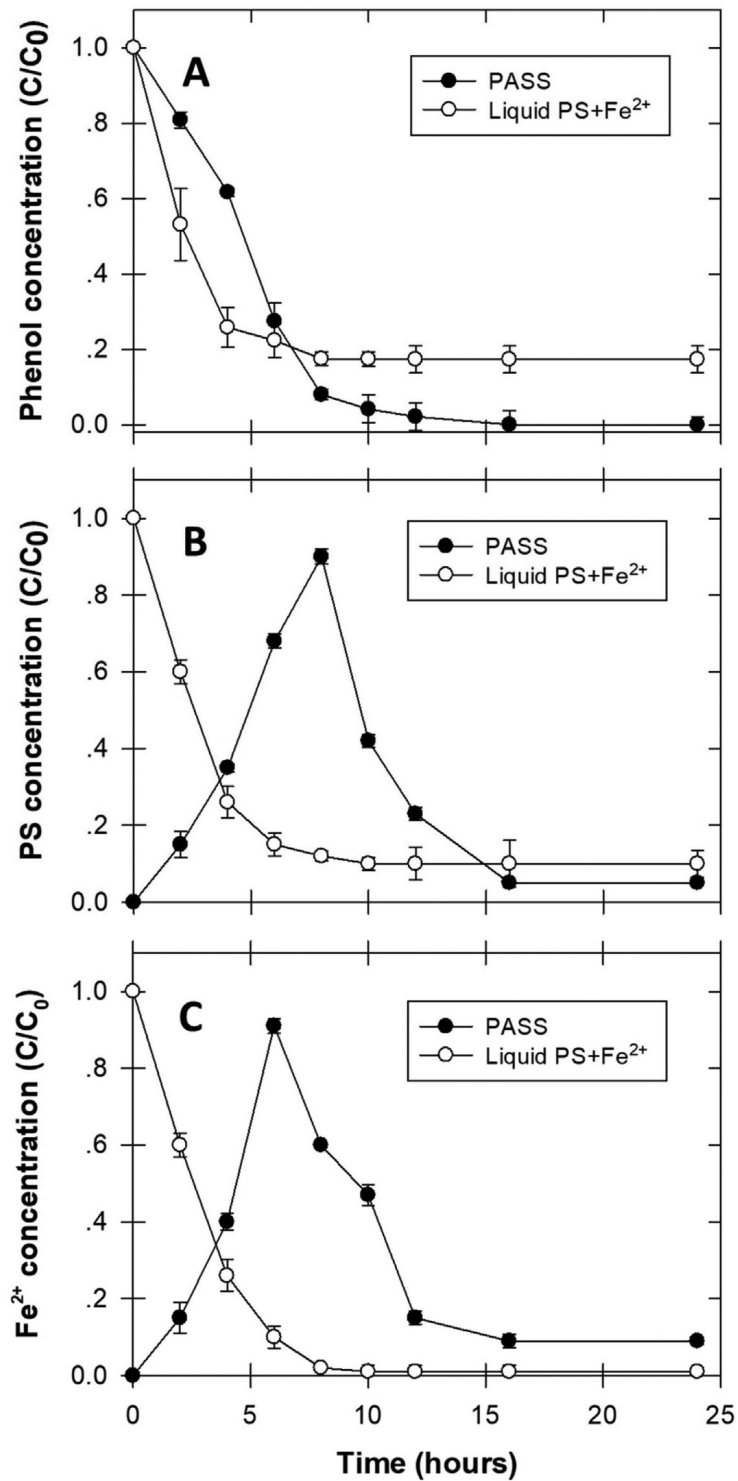 A
PASS
Liquid PS+Fe²⁺
Phenol concentration (C/C0)
1.0
.8
.6
.4
.2
0.0
B
PASS
Liquid PS+Fe²⁺
PS concentration (C/C0)
1.0
.8
.6
.4
.2
0.0
C
PASS
Liquid PS+Fe²⁺
Fe²⁺ concentration (C/C₀)
1.0
.8
.6
.4
.2
0.0
0 5 10 15 20 25
Time (hours)